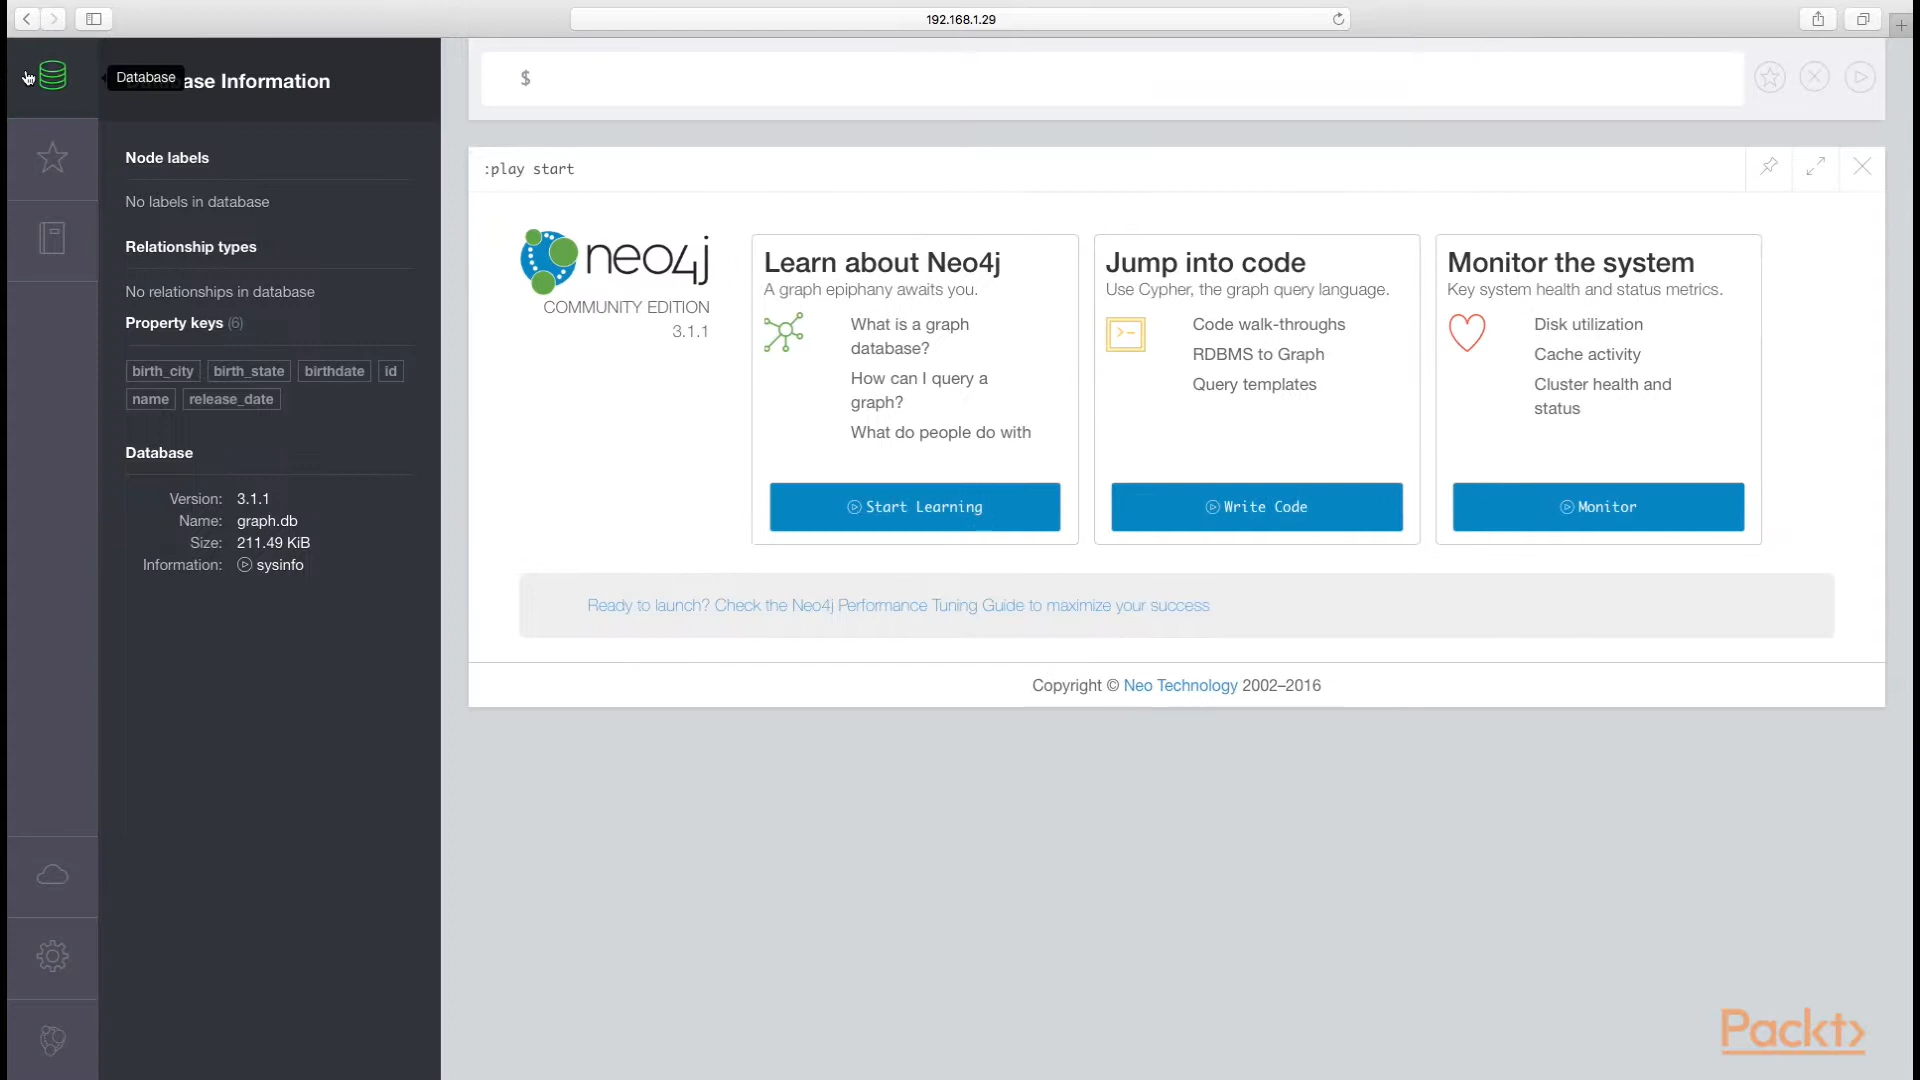 192.168.1.29
Database
ase Information
Node labels
No labels in database
Relationship types
No relationships in database
Property keys (6)
birth_city birth_state birthdate id
name release_date
Database
Version: 3.1.1
Name: graph.db
Size: 211.49 KiB
Information: sysinfo
$
:play start
neo4j
COMMUNITY EDITION
3.1.1
Learn about Neo4j
A graph epiphany awaits you.
What is a graph
database?
How can I query a
graph?
What do people do with
Start Learning
Jump into code
Use Cypher, the graph query language.
Code walk-throughs
RDBMS to Graph
Query templates
Write Code
Monitor the system
Key system health and status metrics.
Disk utilization
Cache activity
Cluster health and
status
Monitor
Ready to launch? Check the Neo4j Performance Tuning Guide to maximize your success
Copyright © Neo Technology 2002–2016
Packt>